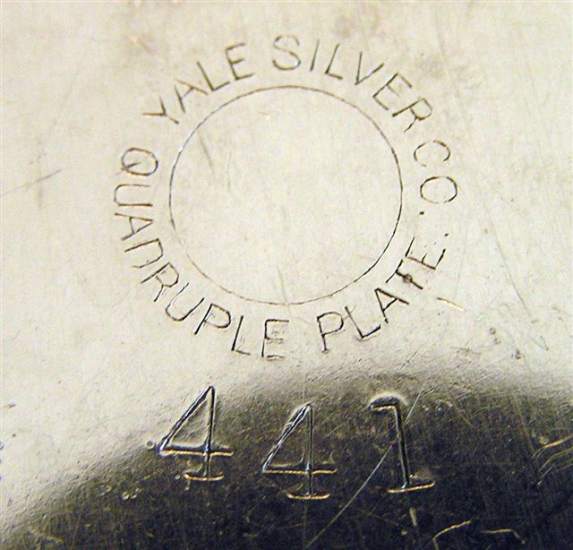 YALE SILVER CO.
QUADRUPLE PLATE.
441